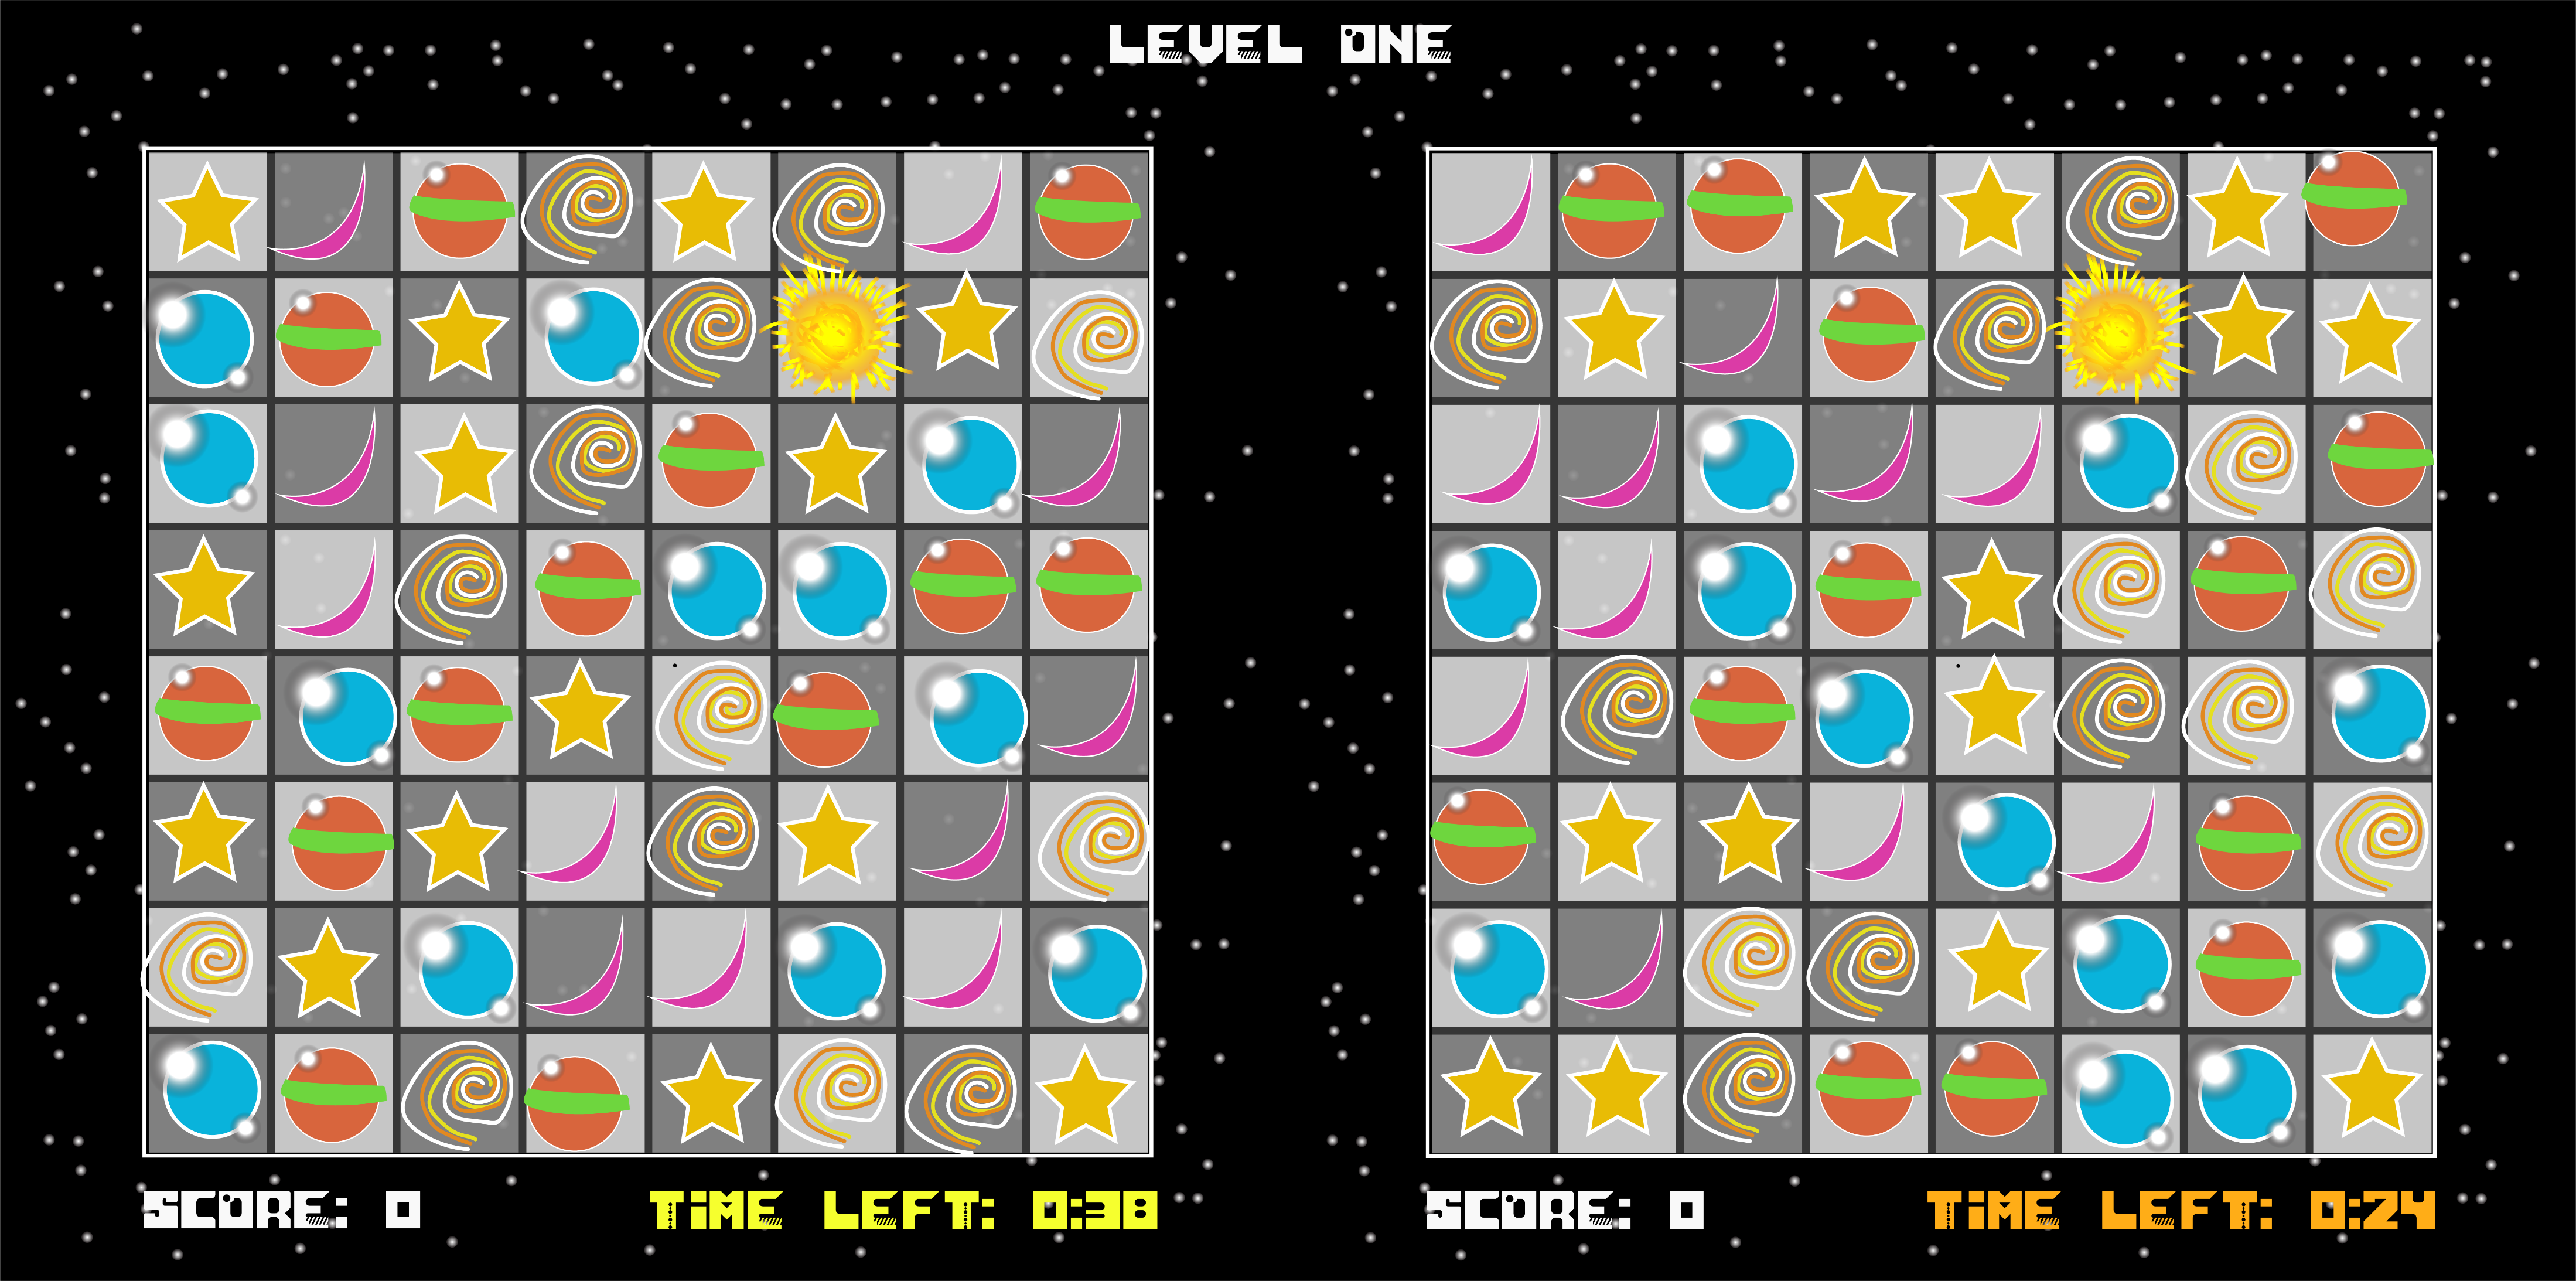 LEVEL ONE
SCORE: 0
TiME LEFT: 0:38
SCORE: 0
TiME LEFT: 0:24